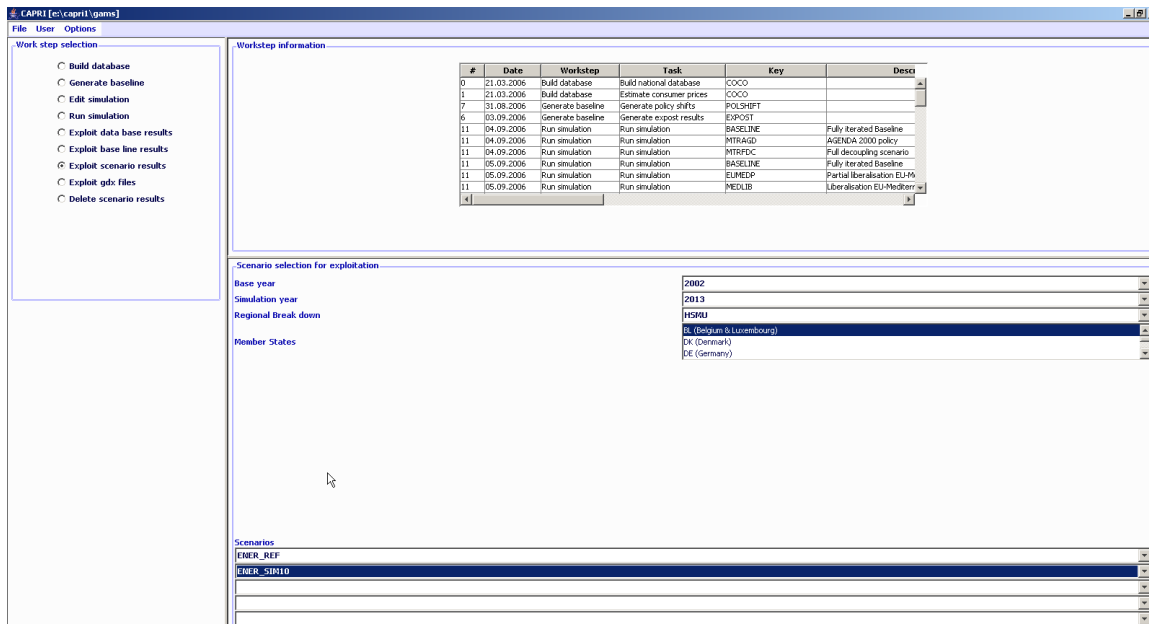 CAPRI [e:\capri1\gams]
File User Options
Work step selection
Build database
Generate baseline
Edit simulation
Run simulation
Exploit data base results
Exploit base line results
Exploit scenario results
Exploit gdx files
Delete scenario results
Workstep information
# Date Workstep Task Key Descr
0 21.03.2006 Build database Build national database COCO
1 21.03.2006 Build database Estimate consumer prices COCO
7 31.08.2006 Generate baseline Generate policy shifts POLSHIFT
6 03.09.2006 Generate baseline Generate expost results EXPOST
11 04.09.2006 Run simulation Run simulation BASELINE Fully iterated Baseline
11 04.09.2006 Run simulation Run simulation MTRAGD AGENDA 2000 policy
11 04.09.2006 Run simulation Run simulation MTRFDC Full decoupling scenario
11 05.09.2006 Run simulation Run simulation BASELINE Fully iterated Baseline
11 05.09.2006 Run simulation Run simulation EUMEDP Partial liberalisation EU-M
11 05.09.2006 Run simulation Run simulation MEDLIB Liberalisation EU-Mediterr
Scenario selection for exploitation
Base year 2002
Simulation year 2013
Regional Break down HSMU
Member States
BL (Belgium & Luxembourg)
DK (Denmark)
DE (Germany)
Scenarios
ENER_REF
ENER_SIM10